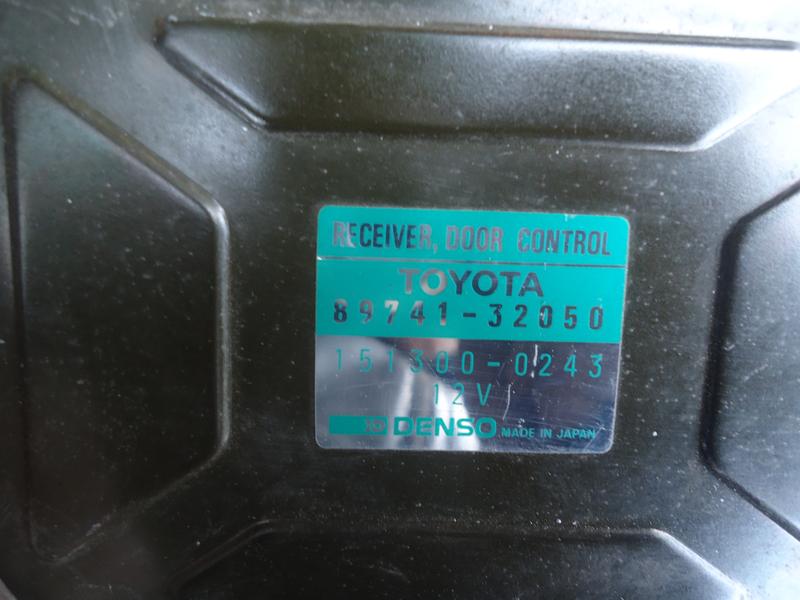 RECEIVER, DOOR CONTROL
TOYOTA
89741-32050
151300-0243
12V
DENSO MADE IN JAPAN